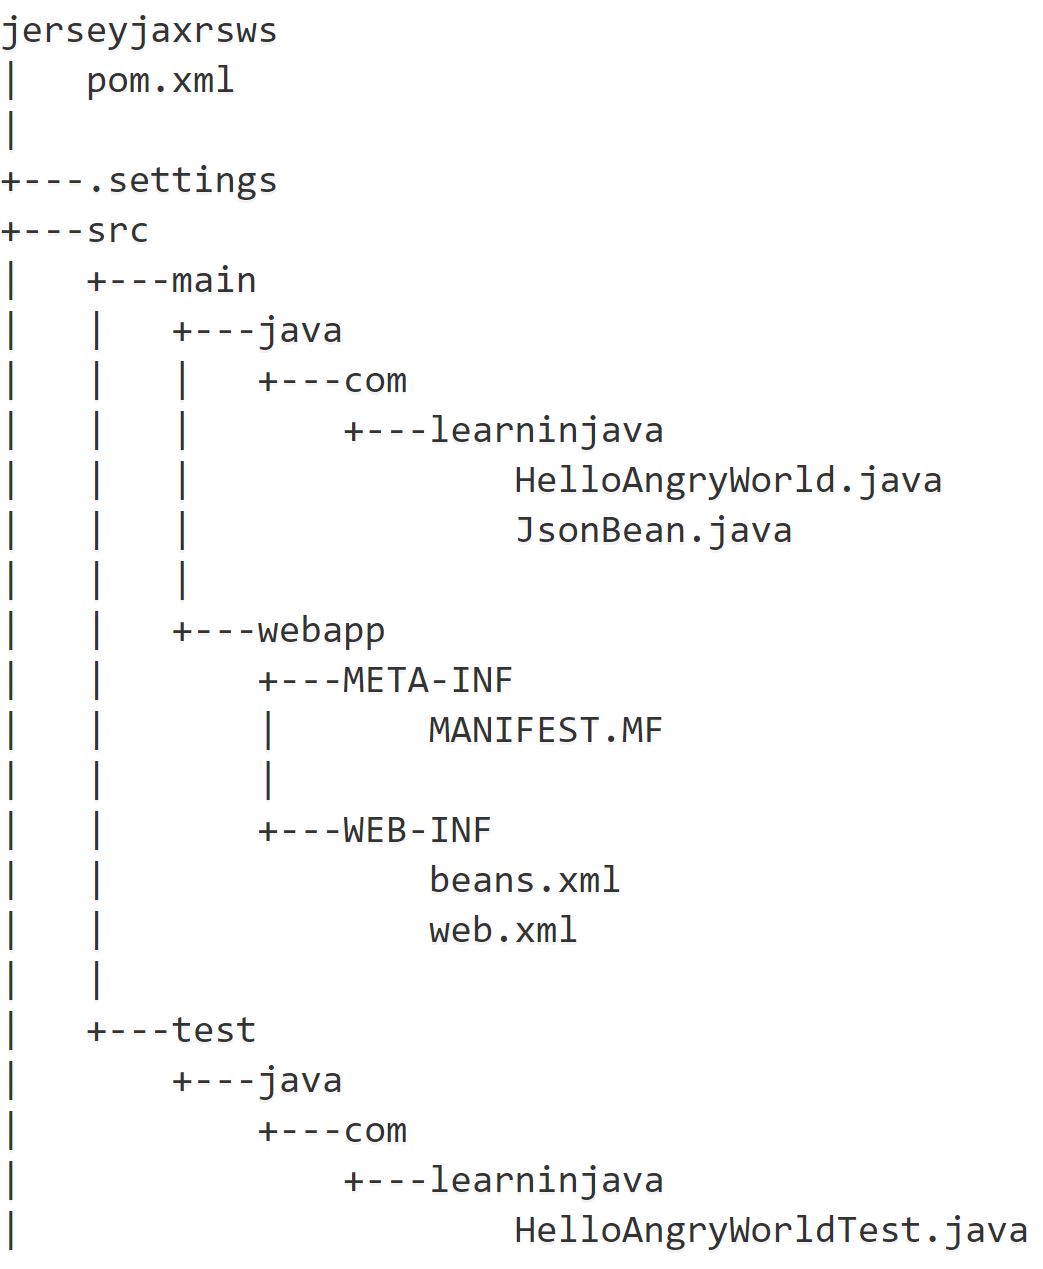 jerseyjaxrsws
|   pom.xml
|
+---.settings
+---src
|   +---main
|   |   +---java
|   |   |   +---com
|   |   |       +---learninjava
|   |   |               HelloAngryWorld.java
|   |   |               JsonBean.java
|   |   |
|   |   +---webapp
|   |       +---META-INF
|   |       |       MANIFEST.MF
|   |       |
|   |       +---WEB-INF
|   |               beans.xml
|   |               web.xml
|   |
|   +---test
|       +---java
|           +---com
|               +---learninjava
|                       HelloAngryWorldTest.java